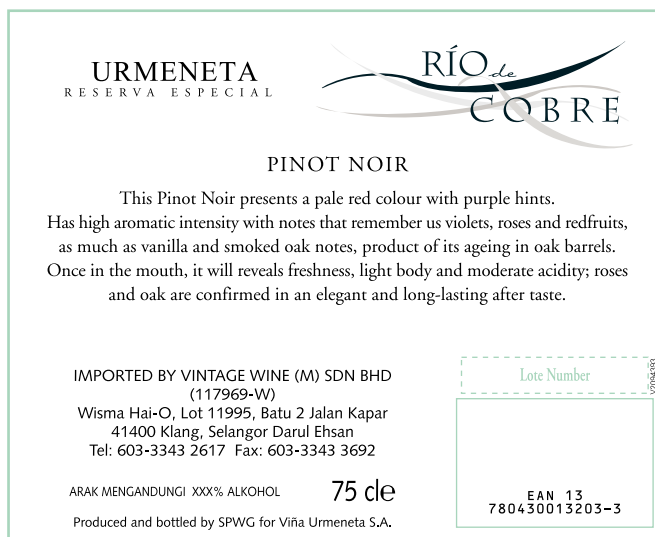 URMENETA
RESERVA ESPECIAL
RÍO de
COBRE
PINOT NOIR
This Pinot Noir presents a pale red colour with purple hints.
Has high aromatic intensity with notes that remember us violets, roses and redfruits,
as much as vanilla and smoked oak notes, product of its ageing in oak barrels.
Once in the mouth, it will reveals freshness, light body and moderate acidity; roses
and oak are confirmed in an elegant and long-lasting after taste.
IMPORTED BY VINTAGE WINE (M) SDN BHD
(117969-W)
Wisma Hai-O, Lot 11995, Batu 2 Jalan Kapar
41400 Klang, Selangor Darul Ehsan
Tel: 603-3343 2617 Fax: 603-3343 3692
ARAK MENGANDUNGI XXX% ALKOHOL
75 cl℮
Produced and bottled by SPWG for Viña Urmeneta S.A.
Lote Number
V2094393
EAN 13
780430013203-3